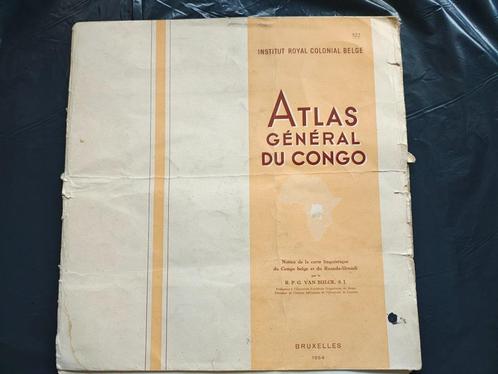 522
INSTITUT ROYAL COLONIAL BELGE
ATLAS
GÉNÉRAL
DU CONGO
Notice de la carte linguistique
du Congo belge et du Ruanda-Urundi
par le
R. P. G. VAN BULCK, S. J.
BRUXELLES
1954